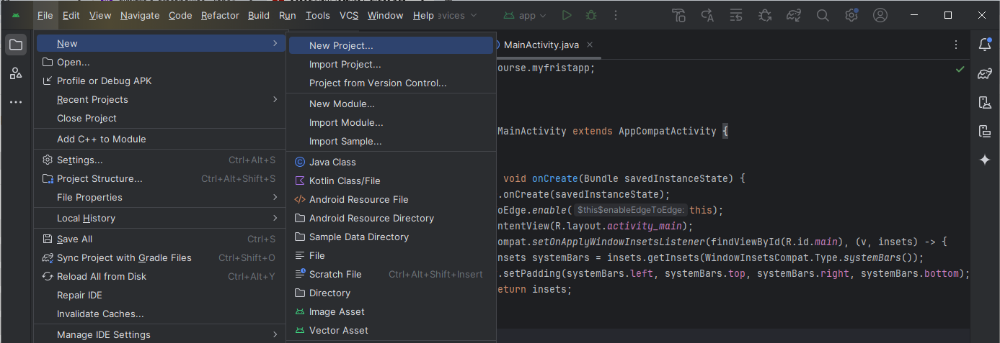 File Edit View Navigate Code Refactor Build Run Tools VCS Window Help evices app
New
Open...
Profile or Debug APK
Recent Projects
Close Project
Add C++ to Module
Settings... Ctrl+Alt+S
Project Structure... Ctrl+Alt+Shift+S
File Properties
Local History
Save All Ctrl+S
Sync Project with Gradle Files Ctrl+Shift+O
Reload All from Disk Ctrl+Alt+Y
Repair IDE
Invalidate Caches...
Manage IDE Settings
New Project...
Import Project...
Project from Version Control...
New Module...
Import Module...
Import Sample...
Java Class
Kotlin Class/File
Android Resource File
Android Resource Directory
Sample Data Directory
File
Scratch File Ctrl+Alt+Shift+Insert
Directory
Image Asset
Vector Asset
MainActivity.java
ourse.myfristapp;
MainActivity extends AppCompatActivity {
void onCreate(Bundle savedInstanceState) {
.onCreate(savedInstanceState);
oEdge.enable( $this$enableEdgeToEdge: this);
ntentView(R.layout.activity_main);
ompat.setOnApplyWindowInsetsListener(findViewById(R.id.main), (v, insets) -> {
nsets systemBars = insets.getInsets(WindowInsetsCompat.Type.systemBars());
.setPadding(systemBars.left, systemBars.top, systemBars.right, systemBars.bottom);
eturn insets;